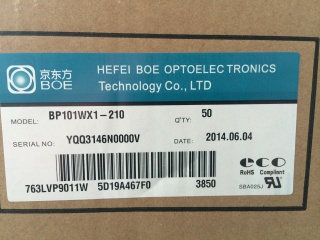 京东方
BOE
HEFEI BOE OPTOELEC TRONICS
Technology Co., LTD
MODEL: BP101WX1-210 Q'TY: 50
SERIAL NO: YQQ3146N0000V DATE: 2014.06.04
eco
RoHS Compliant
763LVP9011W 5D19A467F0 3850 SBA025J